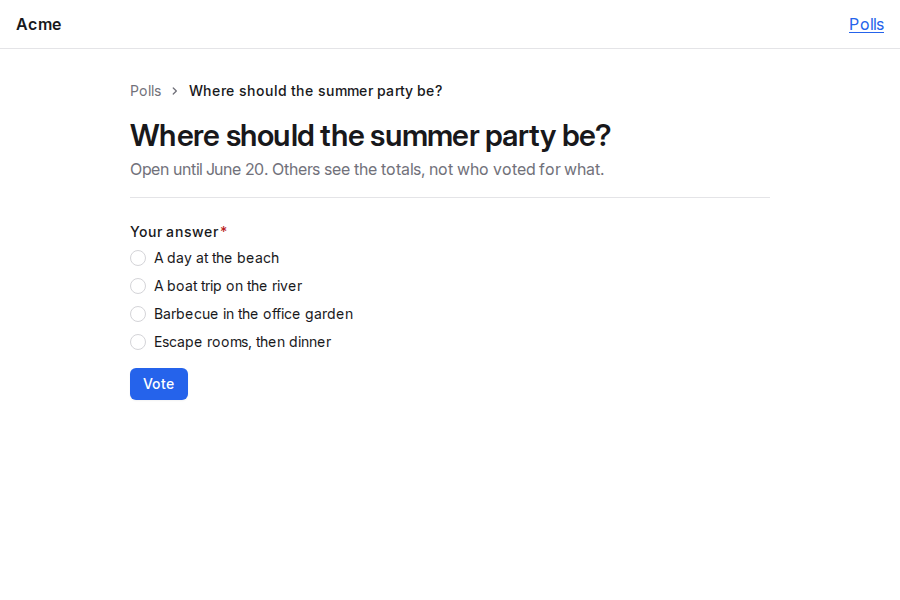 Acme
Polls
Polls > Where should the summer party be?
Where should the summer party be?
Open until June 20. Others see the totals, not who voted for what.
Your answer*
A day at the beach
A boat trip on the river
Barbecue in the office garden
Escape rooms, then dinner
Vote